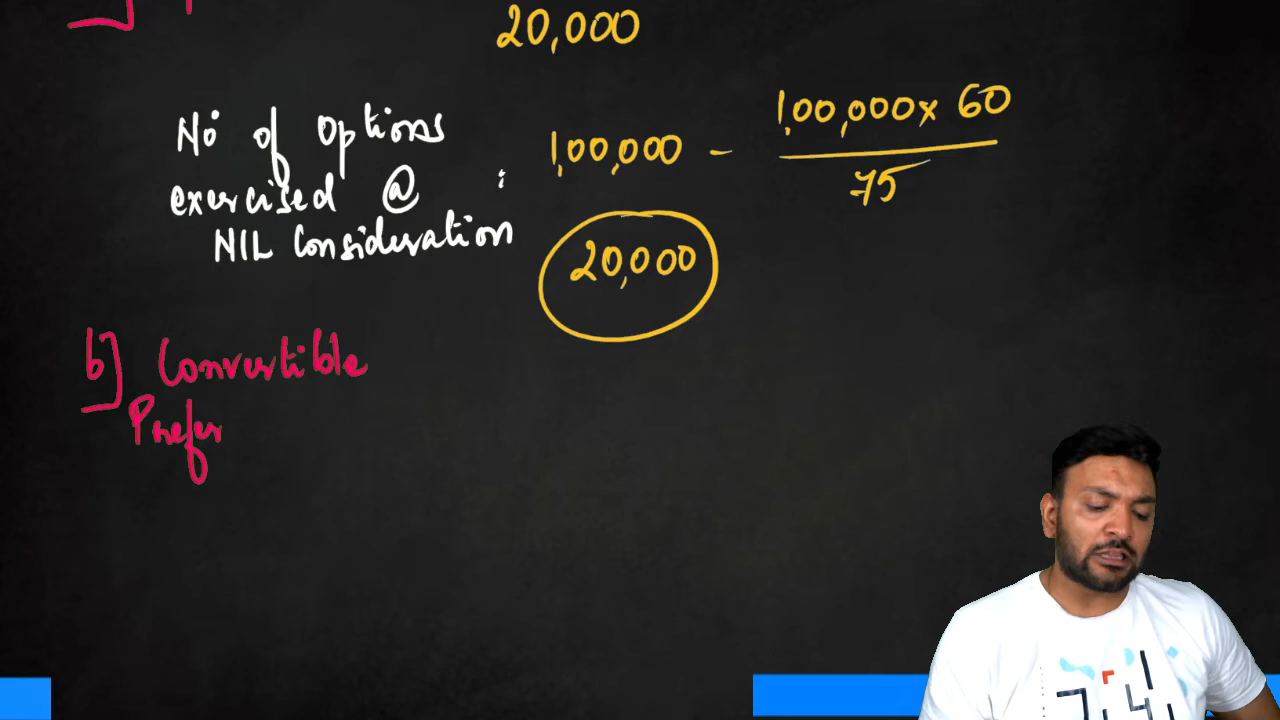 20,000
No of Options
exercised @ :
NIL Consideration
1,00,000 - 1,00,000 x 60
75
20,000
b] Convertible
Prefer